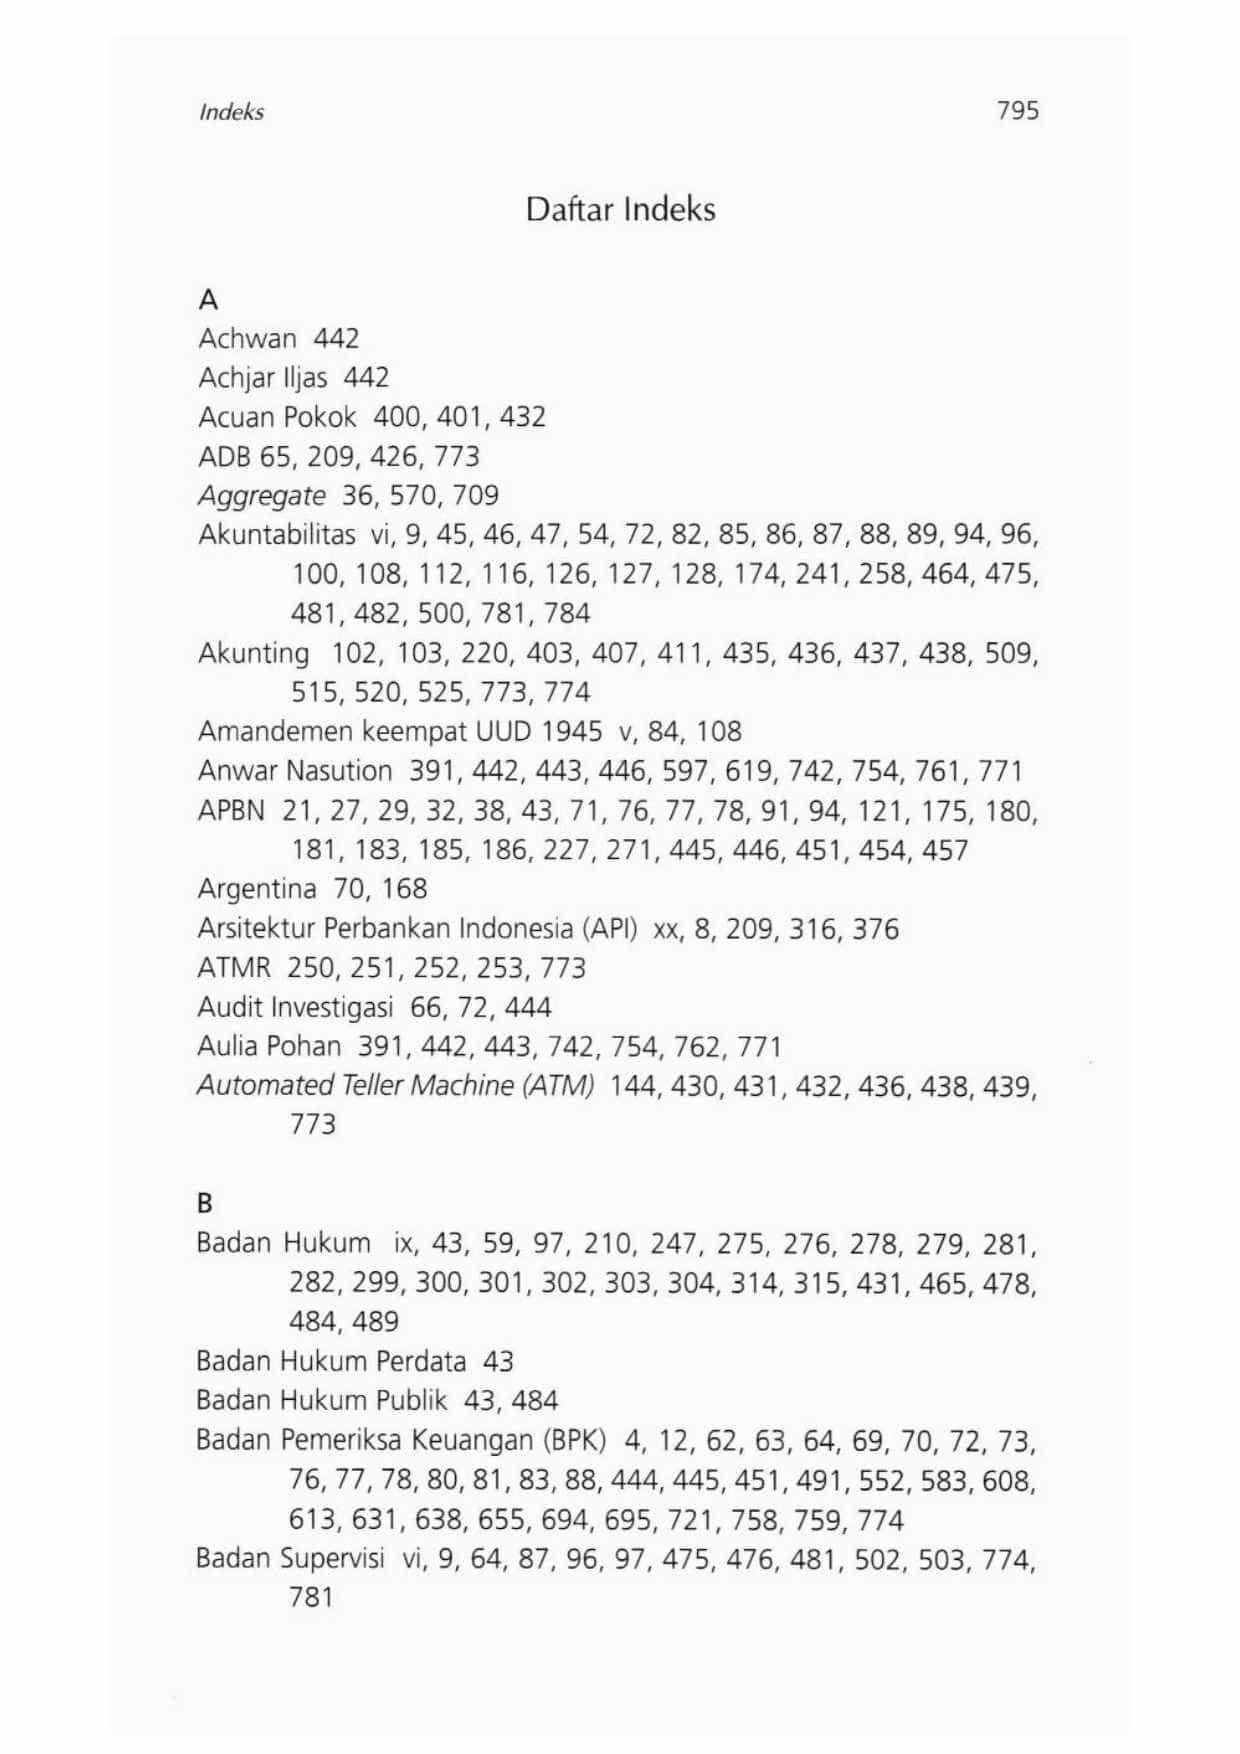 Indeks 795
Daftar Indeks
A
Achwan 442
Achjar Iljas 442
Acuan Pokok 400, 401, 432
ADB 65, 209, 426, 773
Aggregate 36, 570, 709
Akuntabilitas vi, 9, 45, 46, 47, 54, 72, 82, 85, 86, 87, 88, 89, 94, 96,
100, 108, 112, 116, 126, 127, 128, 174, 241, 258, 464, 475,
481, 482, 500, 781, 784
Akunting 102, 103, 220, 403, 407, 411, 435, 436, 437, 438, 509,
515, 520, 525, 773, 774
Amandemen keempat UUD 1945 v, 84, 108
Anwar Nasution 391, 442, 443, 446, 597, 619, 742, 754, 761, 771
APBN 21, 27, 29, 32, 38, 43, 71, 76, 77, 78, 91, 94, 121, 175, 180,
181, 183, 185, 186, 227, 271, 445, 446, 451, 454, 457
Argentina 70, 168
Arsitektur Perbankan Indonesia (API) xx, 8, 209, 316, 376
ATMR 250, 251, 252, 253, 773
Audit Investigasi 66, 72, 444
Aulia Pohan 391, 442, 443, 742, 754, 762, 771
Automated Teller Machine (ATM) 144, 430, 431, 432, 436, 438, 439,
773
B
Badan Hukum ix, 43, 59, 97, 210, 247, 275, 276, 278, 279, 281,
282, 299, 300, 301, 302, 303, 304, 314, 315, 431, 465, 478,
484, 489
Badan Hukum Perdata 43
Badan Hukum Publik 43, 484
Badan Pemeriksa Keuangan (BPK) 4, 12, 62, 63, 64, 69, 70, 72, 73,
76, 77, 78, 80, 81, 83, 88, 444, 445, 451, 491, 552, 583, 608,
613, 631, 638, 655, 694, 695, 721, 758, 759, 774
Badan Supervisi vi, 9, 64, 87, 96, 97, 475, 476, 481, 502, 503, 774,
781